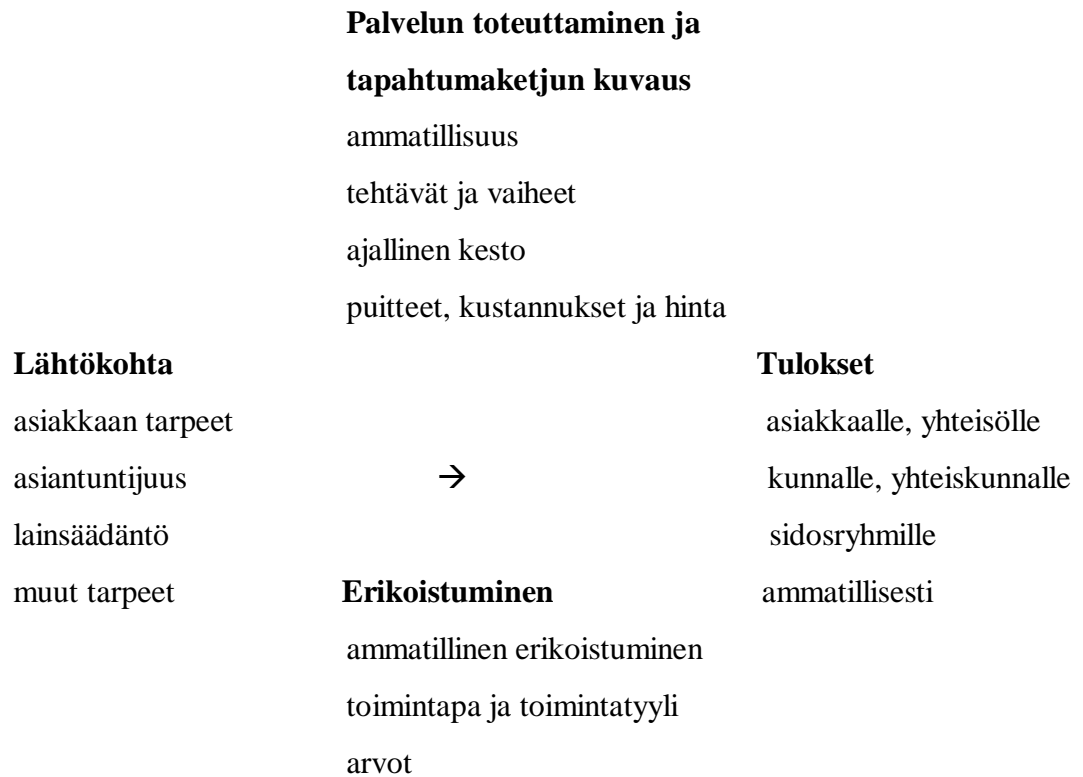 Palvelun toteuttaminen ja
tapahtumaketjun kuvaus
ammatillisuus
tehtävät ja vaiheet
ajallinen kesto
puitteet, kustannukset ja hinta
Lähtökohta Tulokset
asiakkaan tarpeet asiakkaalle, yhteisölle
asiantuntijuus → kunnalle, yhteiskunnalle
lainsäädäntö sidosryhmille
muut tarpeet Erikoistuminen ammatillisesti
ammatillinen erikoistuminen
toimintapa ja toimintatyyli
arvot